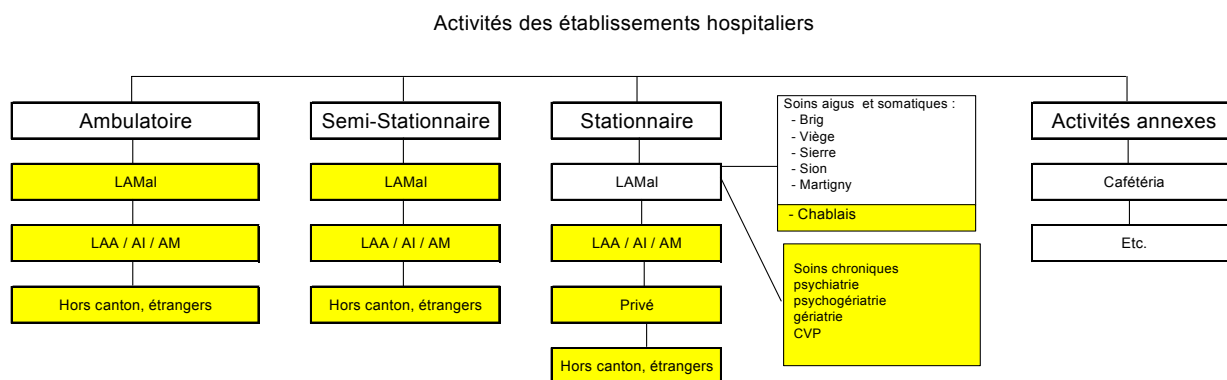 Activités des établissements hospitaliers
Ambulatoire
LAMal
LAA / AI / AM
Hors canton, étrangers
Semi-Stationnaire
LAMal
LAA / AI / AM
Hors canton, étrangers
Stationnaire
LAMal
LAA / AI / AM
Privé
Hors canton, étrangers
Soins aigus et somatiques :
- Brig
- Viège
- Sierre
- Sion
- Martigny
- Chablais
Soins chroniques
psychiatrie
psychogériatrie
gériatrie
CVP
Activités annexes
Cafétéria
Etc.